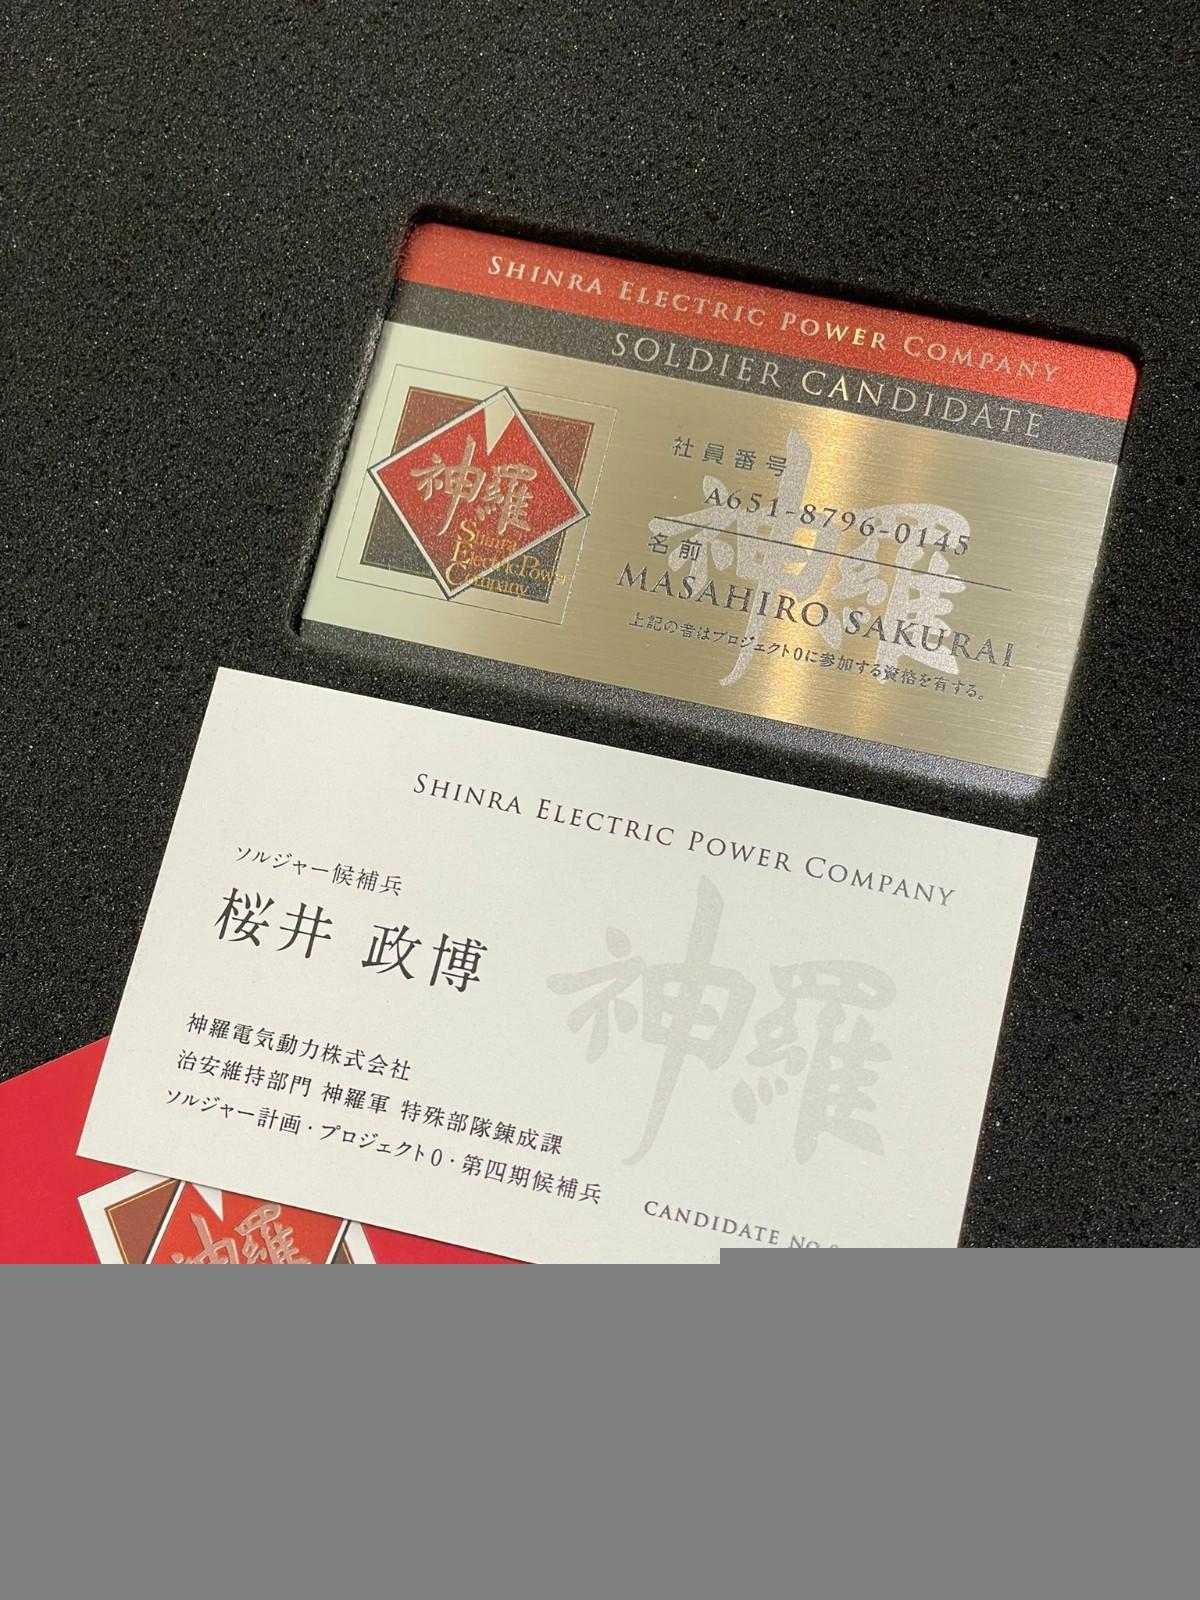 SHINRA ELECTRIC POWER COMPANY
SOLDIER CANDIDATE
神羅
Shinra
Electric Power
Company
社員番号
A651-8796-0145
名前
MASAHIRO SAKURAI
上記の者はプロジェクト0に参加する資格を有する。
神羅
SHINRA ELECTRIC POWER COMPANY
ソルジャー候補兵
桜井 政博
神羅
神羅電気動力株式会社
治安維持部門 神羅軍 特殊部隊錬成課
ソルジャー計画・プロジェクト0・第四期候補兵
CANDIDATE No.
神羅